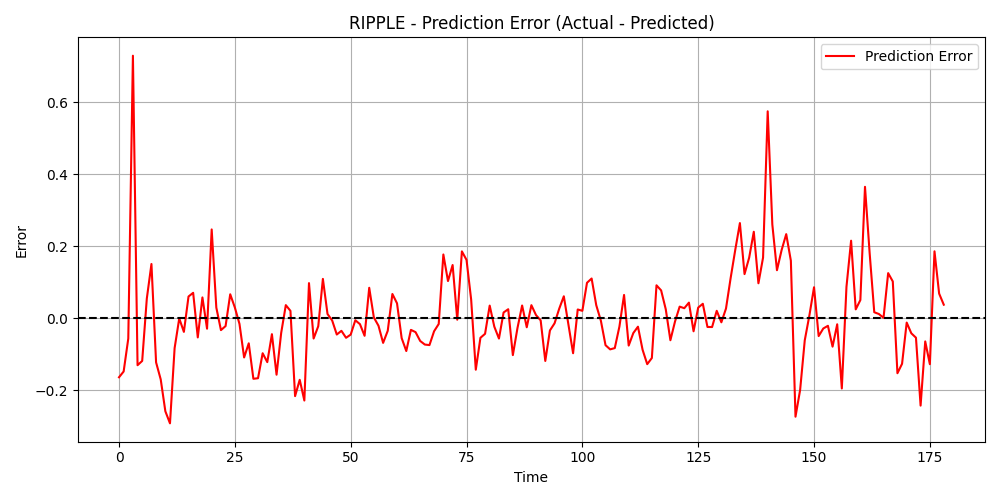 RIPPLE - Prediction Error (Actual - Predicted)
Prediction Error
Error
0.6
0.4
0.2
0.0
−0.2
0 25 50 75 100 125 150 175
Time